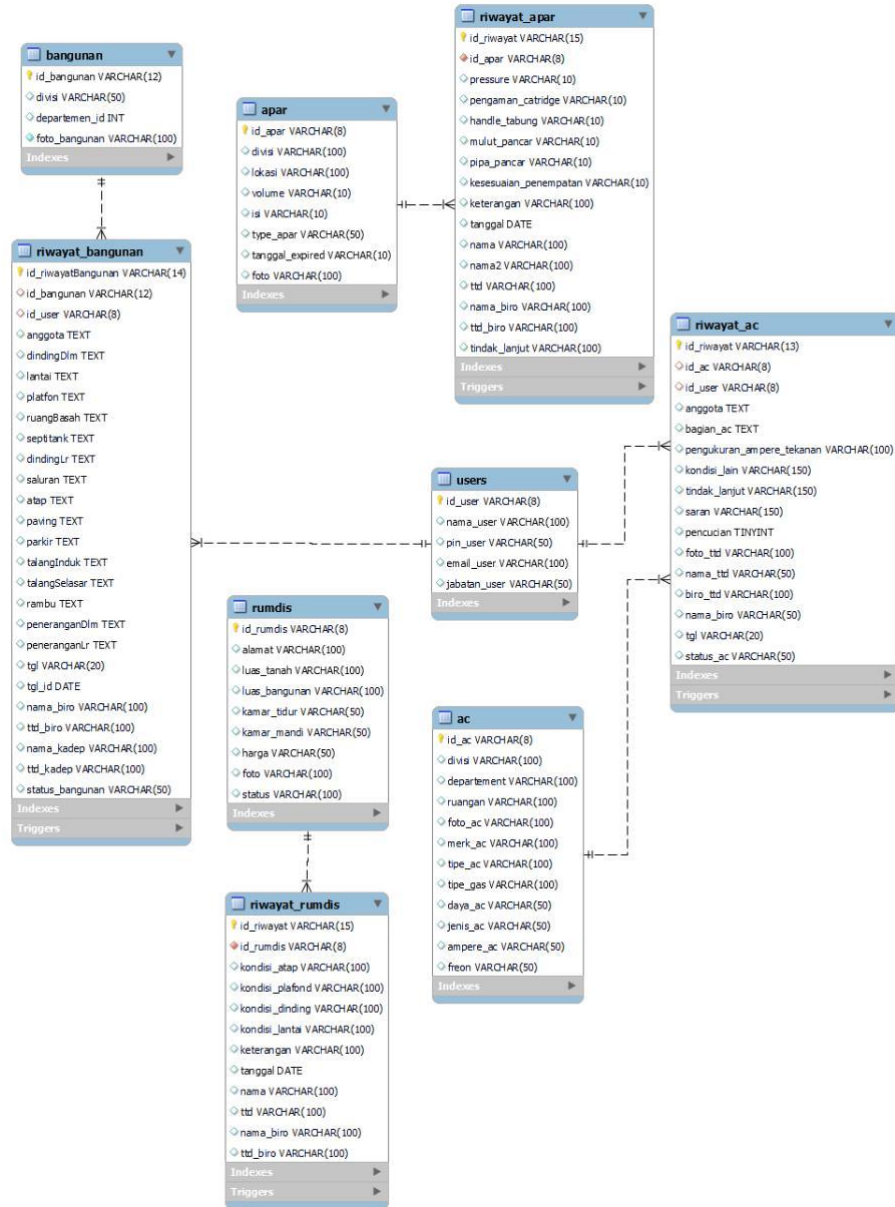 bangunan
id_bangunan VARCHAR(12)
divisi VARCHAR(50)
departemen_id INT
foto_bangunan VARCHAR(100)
Indexes
riwayat_bangunan
id_riwayatBangunan VARCHAR(14)
id_bangunan VARCHAR(12)
id_user VARCHAR(8)
anggota TEXT
dindingDlm TEXT
lantai TEXT
platfon TEXT
ruangBasah TEXT
septitank TEXT
dindingLr TEXT
saluran TEXT
atap TEXT
paving TEXT
parkir TEXT
talangInduk TEXT
talangSelasar TEXT
rambu TEXT
peneranganDlm TEXT
peneranganLr TEXT
tgl VARCHAR(20)
tgl_id DATE
nama_biro VARCHAR(100)
ttd_biro VARCHAR(100)
nama_kadep VARCHAR(100)
ttd_kadep VARCHAR(100)
status_bangunan VARCHAR(50)
Indexes
Triggers
apar
id_apar VARCHAR(8)
divisi VARCHAR(100)
lokasi VARCHAR(100)
volume VARCHAR(10)
isi VARCHAR(10)
type_apar VARCHAR(50)
tanggal_expired VARCHAR(10)
foto VARCHAR(100)
Indexes
riwayat_apar
id_riwayat VARCHAR(15)
id_apar VARCHAR(8)
pressure VARCHAR(10)
pengaman_catridge VARCHAR(10)
handle_tabung VARCHAR(10)
mulut_pancar VARCHAR(10)
pipa_pancar VARCHAR(10)
kesesuaian_penempatan VARCHAR(10)
keterangan VARCHAR(100)
tanggal DATE
nama VARCHAR(100)
nama2 VARCHAR(100)
ttd VARCHAR(100)
nama_biro VARCHAR(100)
ttd_biro VARCHAR(100)
tindak_lanjut VARCHAR(100)
Indexes
Triggers
riwayat_ac
id_riwayat VARCHAR(13)
id_ac VARCHAR(8)
id_user VARCHAR(8)
anggota TEXT
bagian_ac TEXT
pengukuran_ampere_tekanan VARCHAR(100)
kondisi_lain VARCHAR(150)
tindak_lanjut VARCHAR(150)
saran VARCHAR(150)
pencucian TINYINT
foto_ttd VARCHAR(100)
nama_ttd VARCHAR(50)
biro_ttd VARCHAR(100)
nama_biro VARCHAR(50)
tgl VARCHAR(20)
status_ac VARCHAR(50)
Indexes
Triggers
users
id_user VARCHAR(8)
nama_user VARCHAR(100)
pin_user VARCHAR(50)
email_user VARCHAR(100)
jabatan_user VARCHAR(50)
Indexes
rumdis
id_rumdis VARCHAR(8)
alamat VARCHAR(100)
luas_tanah VARCHAR(100)
luas_bangunan VARCHAR(100)
kamar_tidur VARCHAR(50)
kamar_mandi VARCHAR(50)
harga VARCHAR(50)
foto VARCHAR(100)
status VARCHAR(100)
Indexes
ac
id_ac VARCHAR(8)
divisi VARCHAR(100)
departement VARCHAR(100)
ruangan VARCHAR(100)
foto_ac VARCHAR(100)
merk_ac VARCHAR(100)
tipe_ac VARCHAR(100)
tipe_gas VARCHAR(100)
daya_ac VARCHAR(50)
jenis_ac VARCHAR(50)
ampere_ac VARCHAR(50)
freon VARCHAR(50)
Indexes
riwayat_rumdis
id_riwayat VARCHAR(15)
id_rumdis VARCHAR(8)
kondisi_atap VARCHAR(100)
kondisi_plafond VARCHAR(100)
kondisi_dinding VARCHAR(100)
kondisi_lantai VARCHAR(100)
keterangan VARCHAR(100)
tanggal DATE
nama VARCHAR(100)
ttd VARCHAR(100)
nama_biro VARCHAR(100)
ttd_biro VARCHAR(100)
Indexes
Triggers